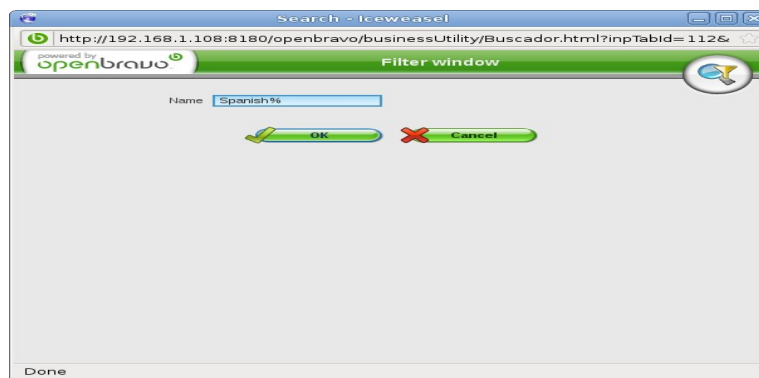 Search - Iceweasel
http://192.168.1.108:8180/openbravo/businessUtility/Buscador.html?inpTabId=112&
powered by
openbravo
Filter window
Name Spanish%
OK Cancel
Done